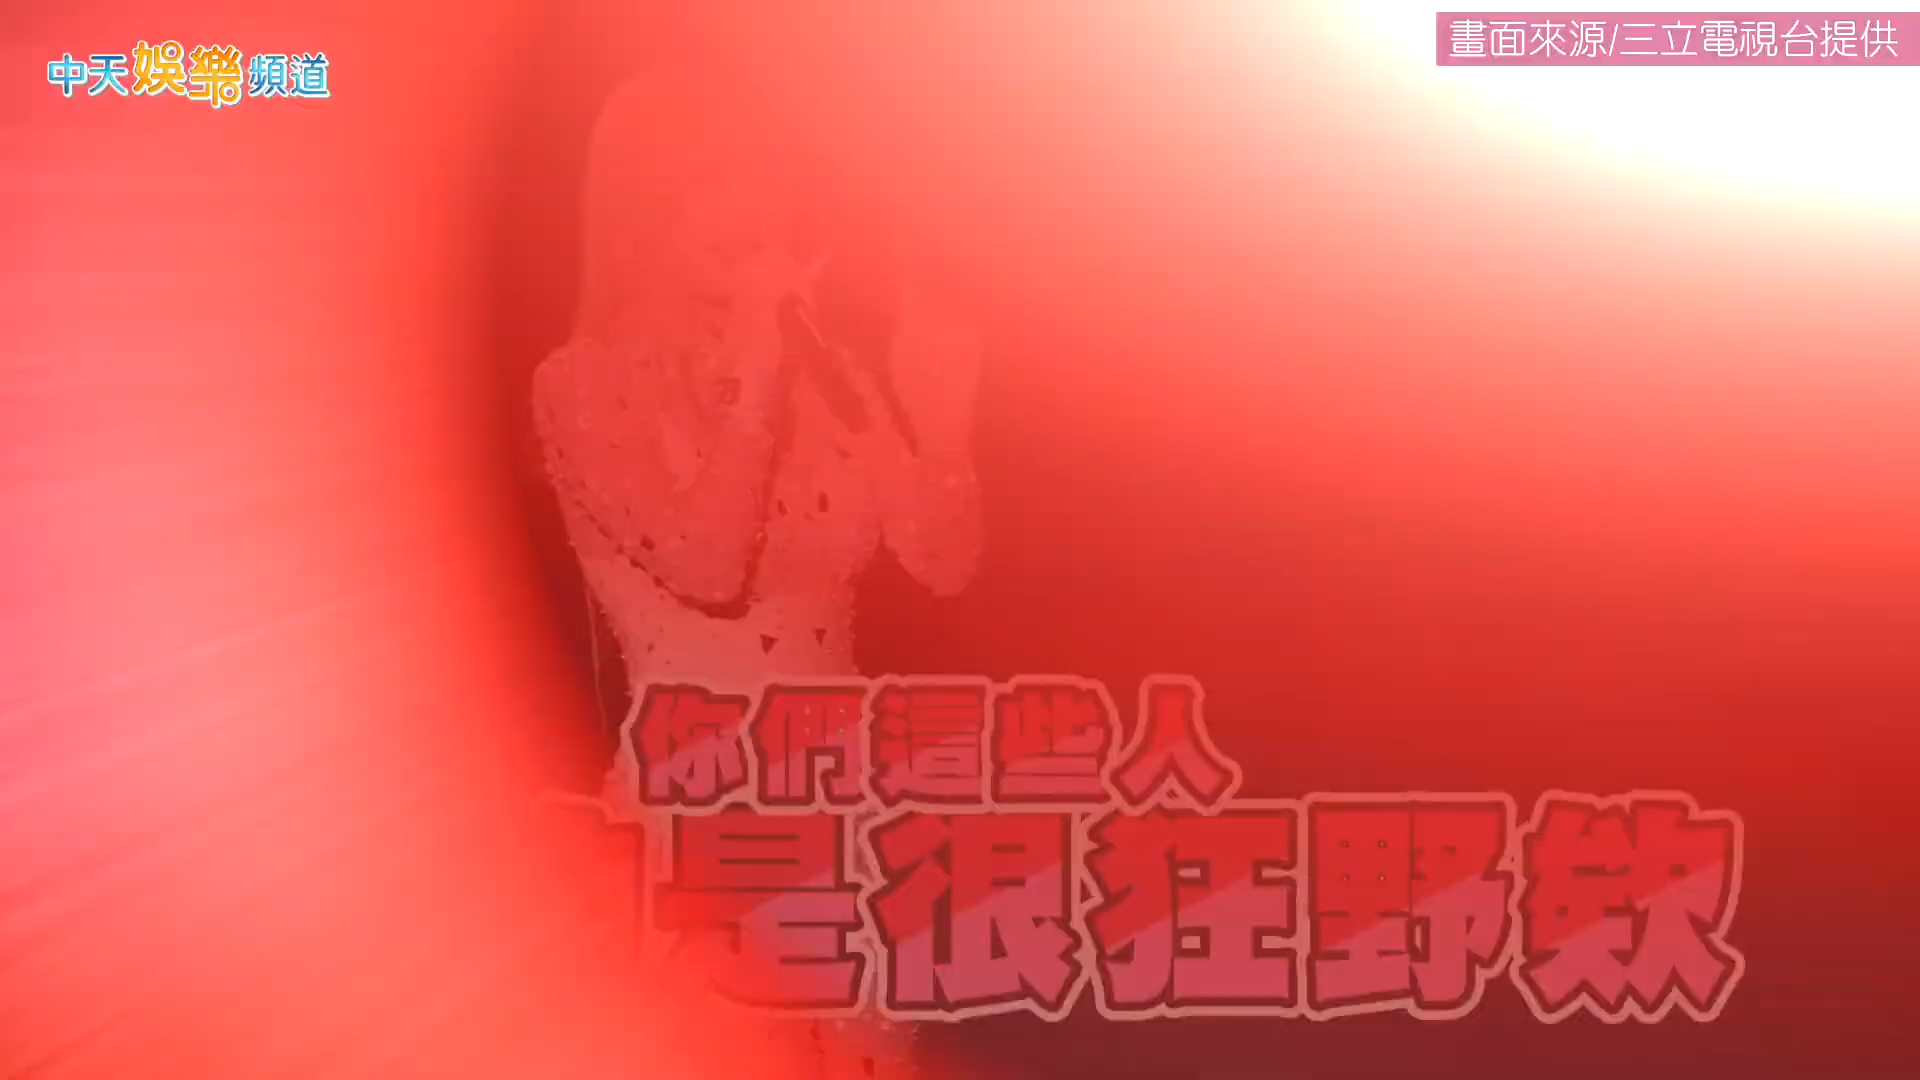 中天娛樂頻道
畫面來源/三立電視台提供
你們這些人
是很狂野欸